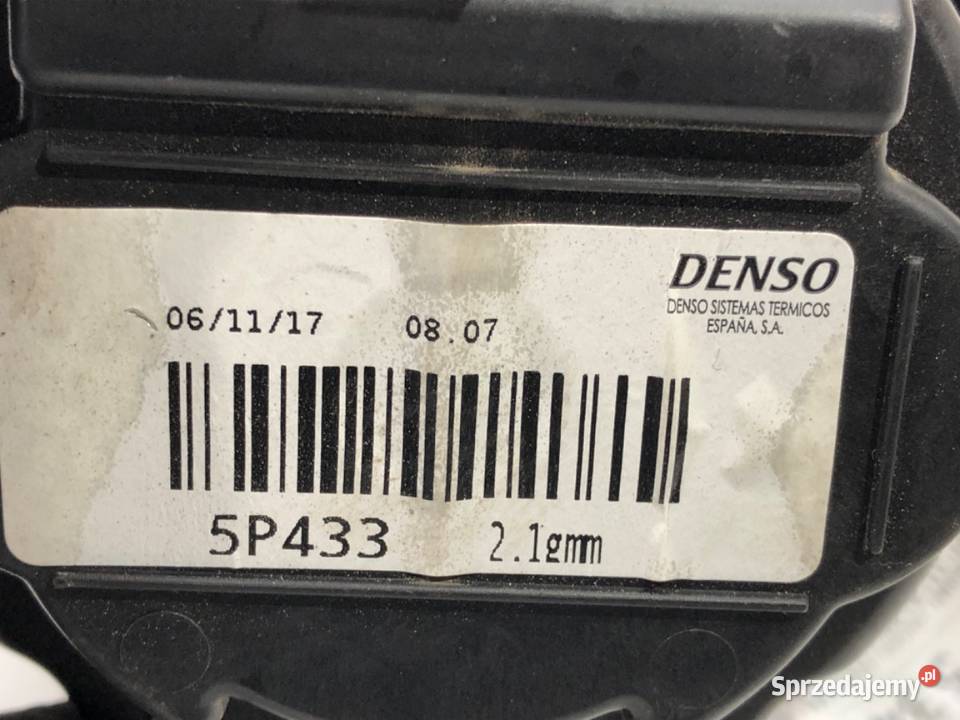 DENSO
DENSO SISTEMAS TERMICOS
ESPAÑA, S.A.
06/11/17 08.07
5P433 2.1gmm
Sprzedajemy.pl